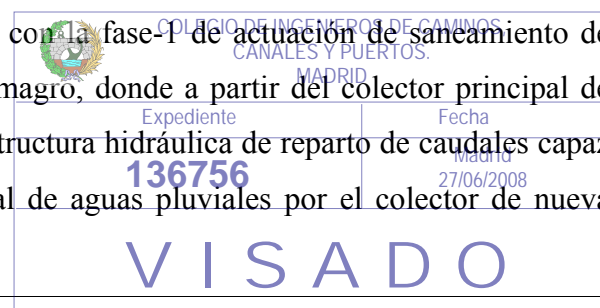 COLEGIO DE INGENIEROS DE CAMINOS
con la fase-1 de actuación de saneamiento de
CANALES Y PUERTOS.
MADRID
magro, donde a partir del colector principal de
Expediente Fecha
tructura hidráulica de reparto de caudales capaz
Madrid
136756 27/06/2008
al de aguas pluviales por el colector de nueva
VISADO